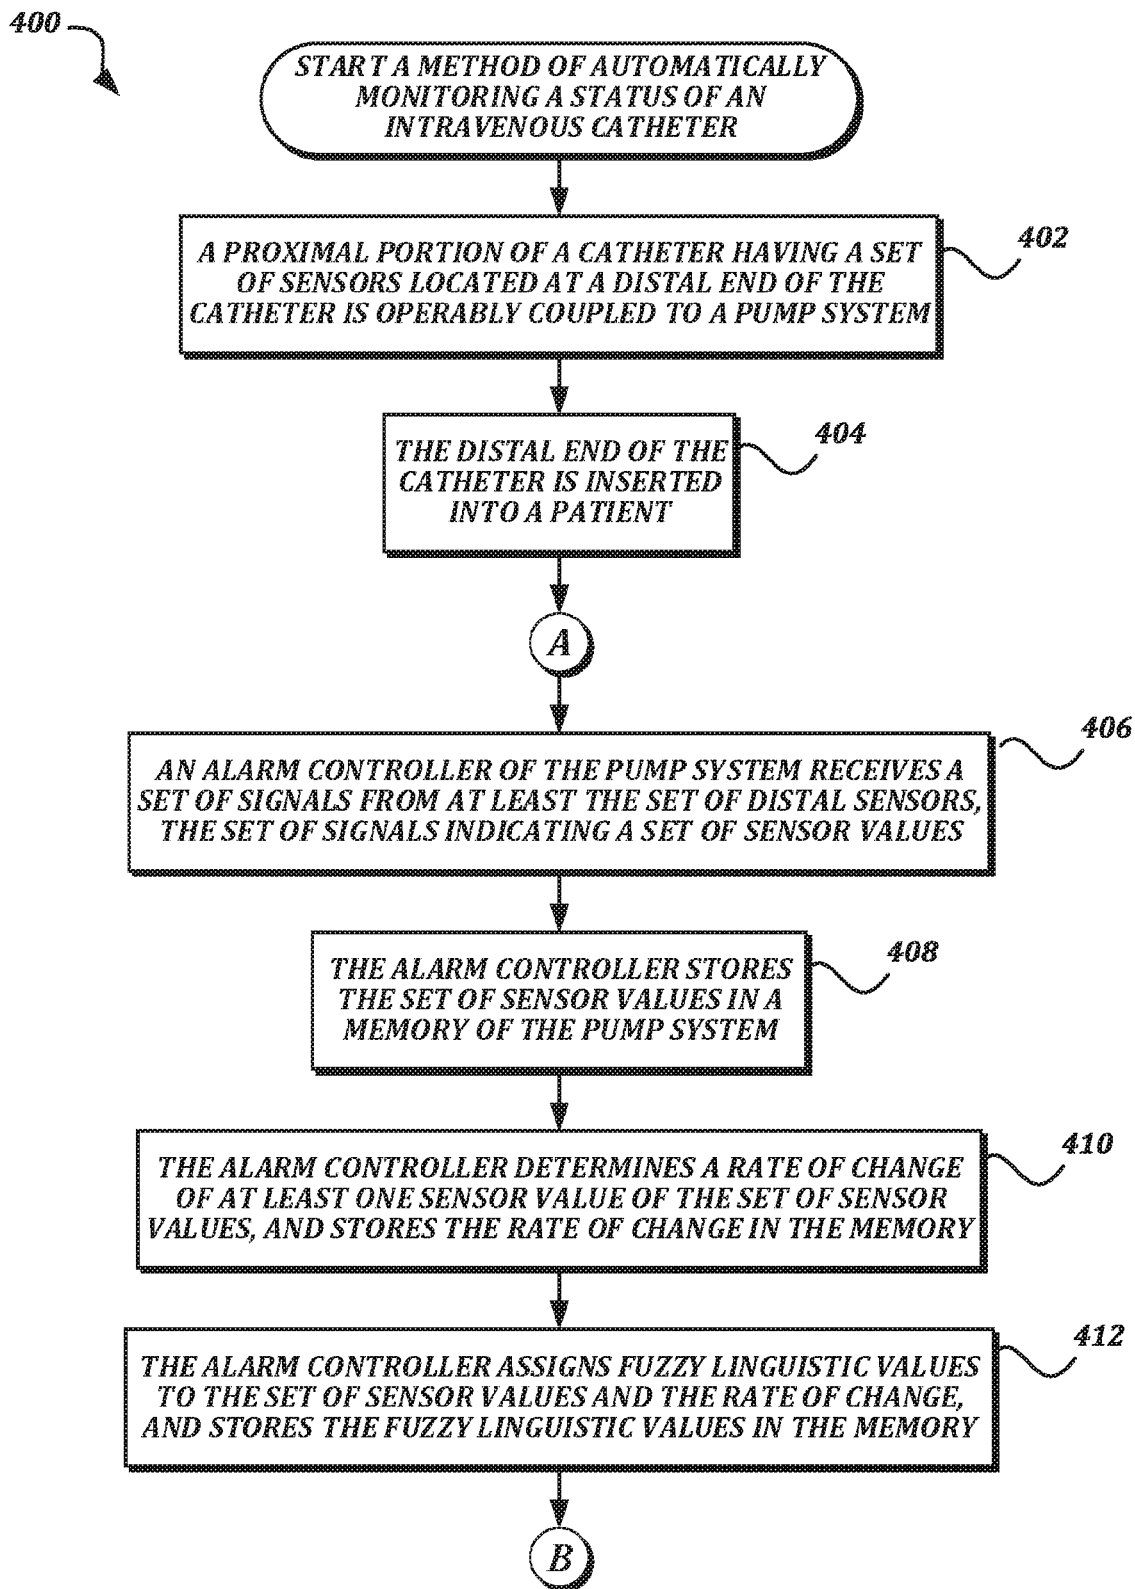 400
START A METHOD OF AUTOMATICALLY
MONITORING A STATUS OF AN
INTRAVENOUS CATHETER
402
A PROXIMAL PORTION OF A CATHETER HAVING A SET
OF SENSORS LOCATED AT A DISTAL END OF THE
CATHETER IS OPERABLY COUPLED TO A PUMP SYSTEM
404
THE DISTAL END OF THE
CATHETER IS INSERTED
INTO A PATIENT
A
406
AN ALARM CONTROLLER OF THE PUMP SYSTEM RECEIVES A
SET OF SIGNALS FROM AT LEAST THE SET OF DISTAL SENSORS,
THE SET OF SIGNALS INDICATING A SET OF SENSOR VALUES
408
THE ALARM CONTROLLER STORES
THE SET OF SENSOR VALUES IN A
MEMORY OF THE PUMP SYSTEM
410
THE ALARM CONTROLLER DETERMINES A RATE OF CHANGE
OF AT LEAST ONE SENSOR VALUE OF THE SET OF SENSOR
VALUES, AND STORES THE RATE OF CHANGE IN THE MEMORY
412
THE ALARM CONTROLLER ASSIGNS FUZZY LINGUISTIC VALUES
TO THE SET OF SENSOR VALUES AND THE RATE OF CHANGE,
AND STORES THE FUZZY LINGUISTIC VALUES IN THE MEMORY
B